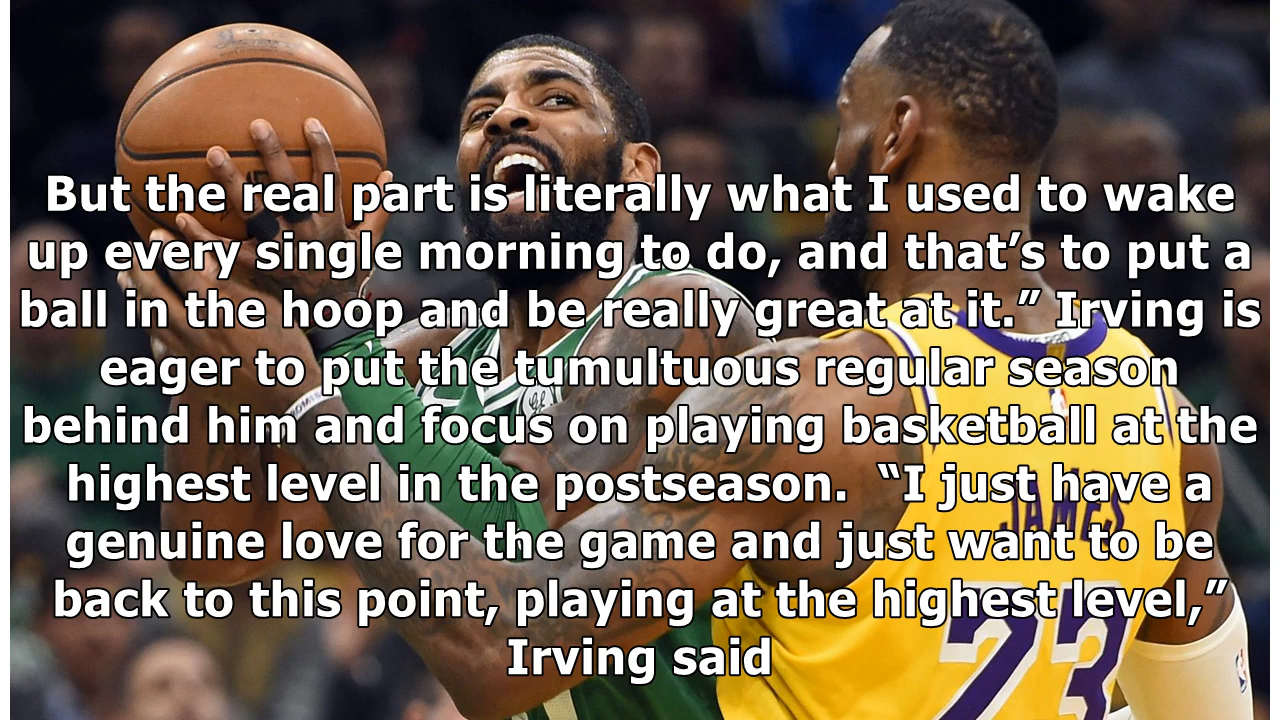 But the real part is literally what I used to wake
up every single morning to do, and that’s to put a
ball in the hoop and be really great at it.” Irving is
eager to put the tumultuous regular season
behind him and focus on playing basketball at the
highest level in the postseason.  “I just have a
genuine love for the game and just want to be
back to this point, playing at the highest level,”
Irving said
JAMES
23